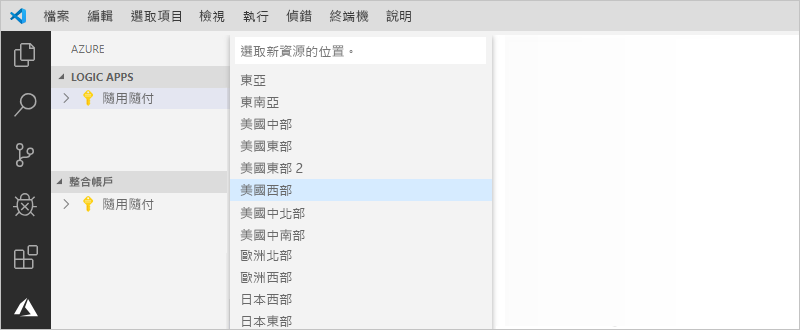 檔案 編輯 選取項目 檢視 執行 偵錯 終端機 說明
AZURE
LOGIC APPS
隨用隨付
整合帳戶
隨用隨付
選取新資源的位置。
東亞
東南亞
美國中部
美國東部
美國東部 2
美國西部
美國中北部
美國中南部
歐洲北部
歐洲西部
日本西部
日本東部